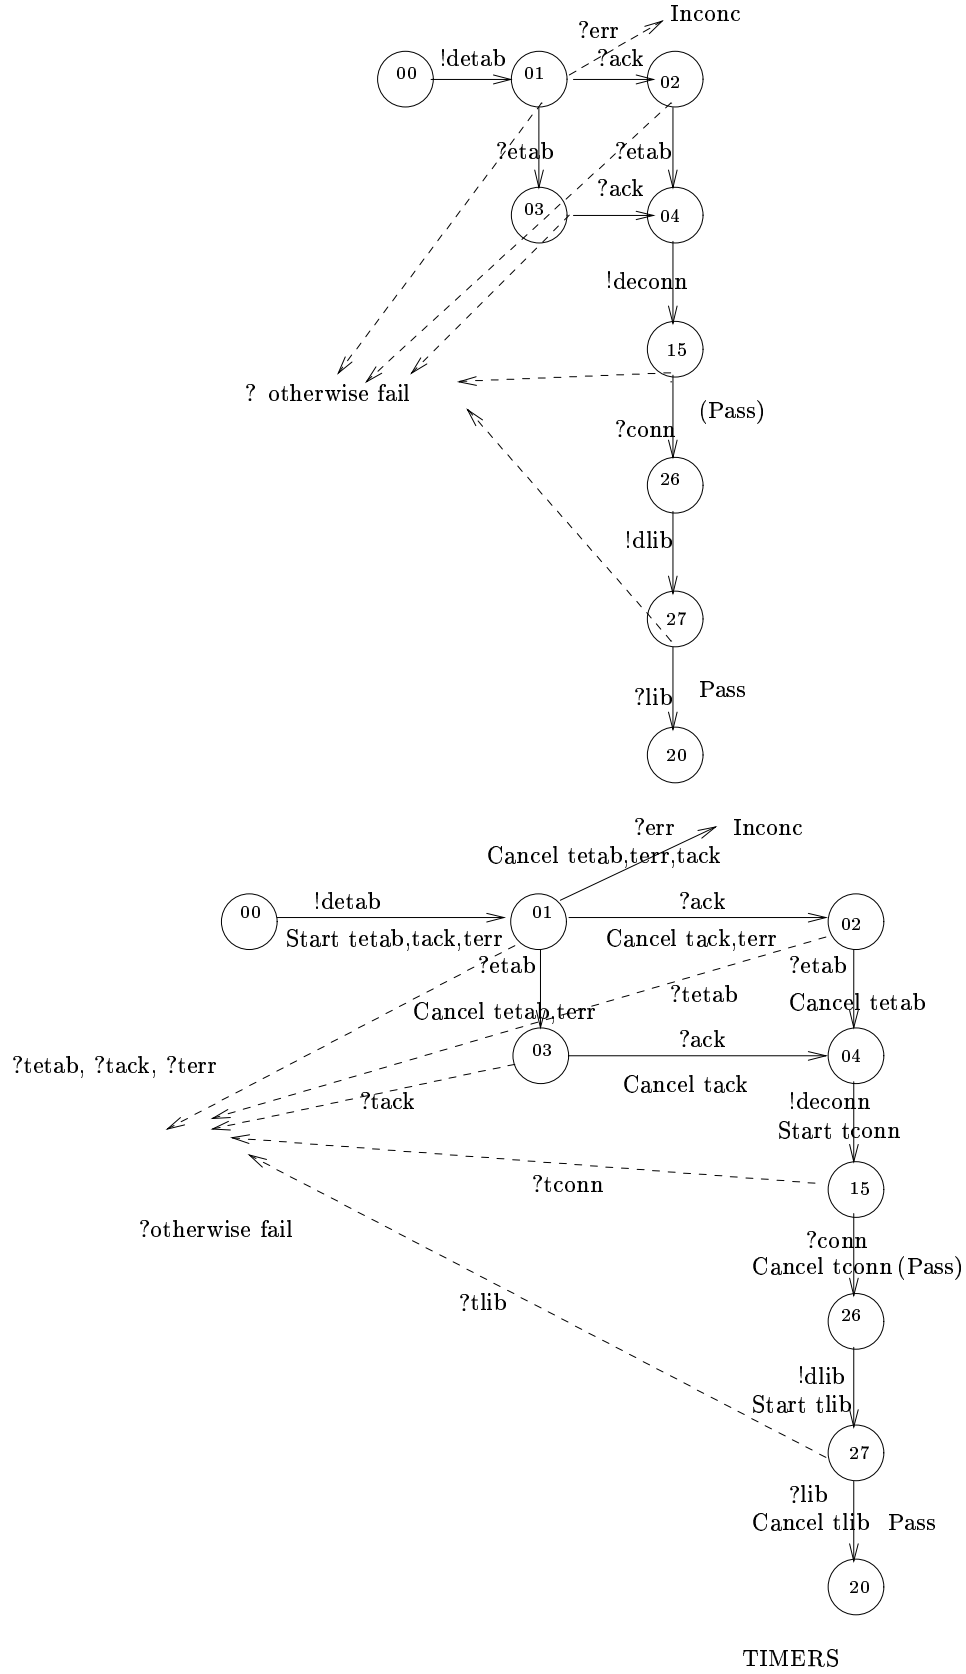 Inconc
?err
!detab
?ack
00
01
02
?etab
?etab
?ack
03
04
!deconn
15
? otherwise fail
(Pass)
?conn
26
!dlib
27
Pass
?lib
20
?err
Inconc
Cancel tetab,terr,tack
!detab
?ack
00
01
02
Start tetab,tack,terr
Cancel tack,terr
?etab
?etab
?tetab
Cancel tetab
Cancel tetab,terr
?ack
03
04
?tetab, ?tack, ?terr
Cancel tack
?tack
!deconn
Start tconn
?tconn
15
?otherwise fail
?conn
Cancel tconn (Pass)
?tlib
26
!dlib
Start tlib
27
?lib
Cancel tlib Pass
20
TIMERS